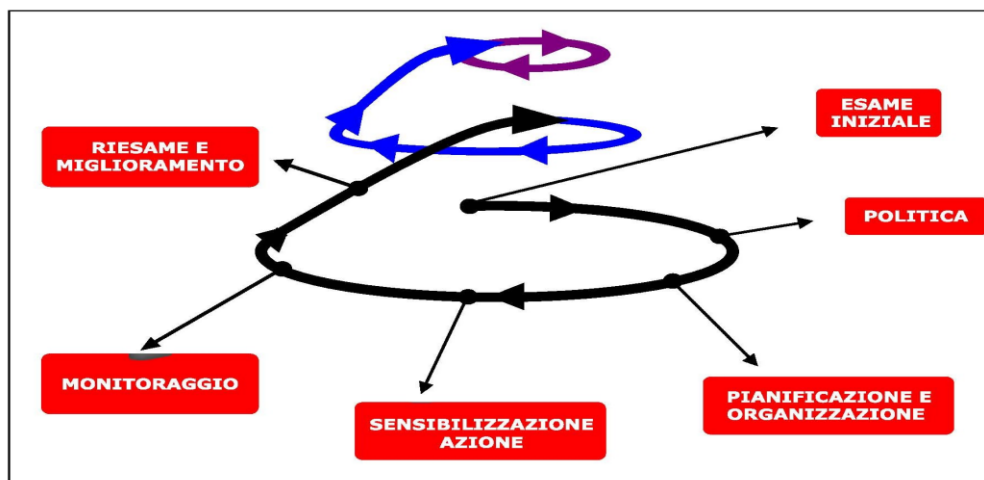 ESAME
INIZIALE
POLITICA
PIANIFICAZIONE E
ORGANIZZAZIONE
SENSIBILIZZAZIONE
AZIONE
MONITORAGGIO
RIESAME E
MIGLIORAMENTO